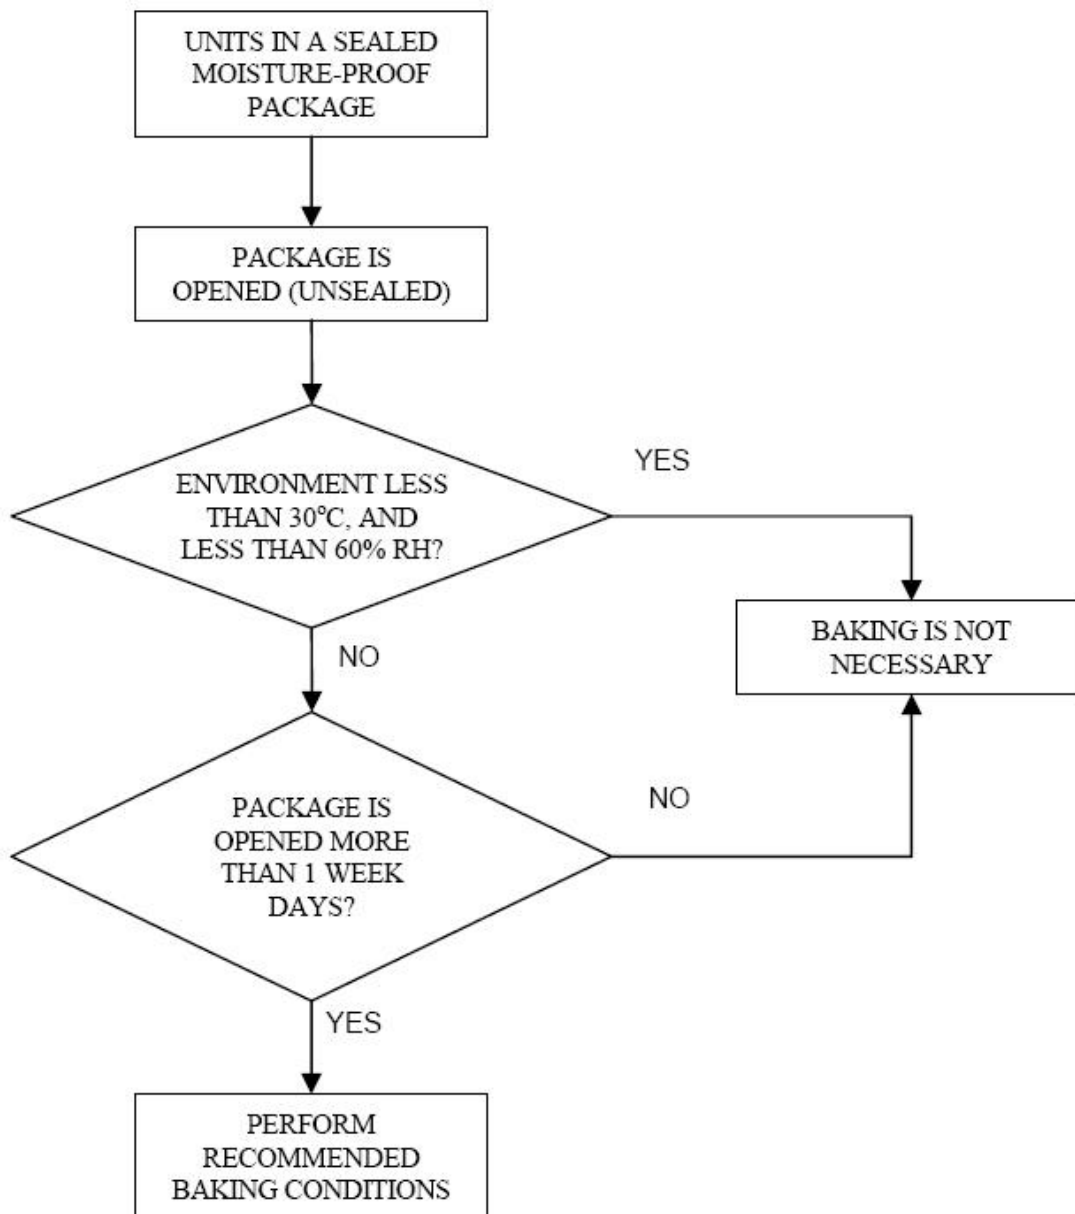 UNITS IN A SEALED
MOISTURE-PROOF
PACKAGE
PACKAGE IS
OPENED (UNSEALED)
ENVIRONMENT LESS
THAN 30°C, AND
LESS THAN 60% RH?
YES
BAKING IS NOT
NECESSARY
NO
PACKAGE IS
OPENED MORE
THAN 1 WEEK
DAYS?
NO
YES
PERFORM
RECOMMENDED
BAKING CONDITIONS